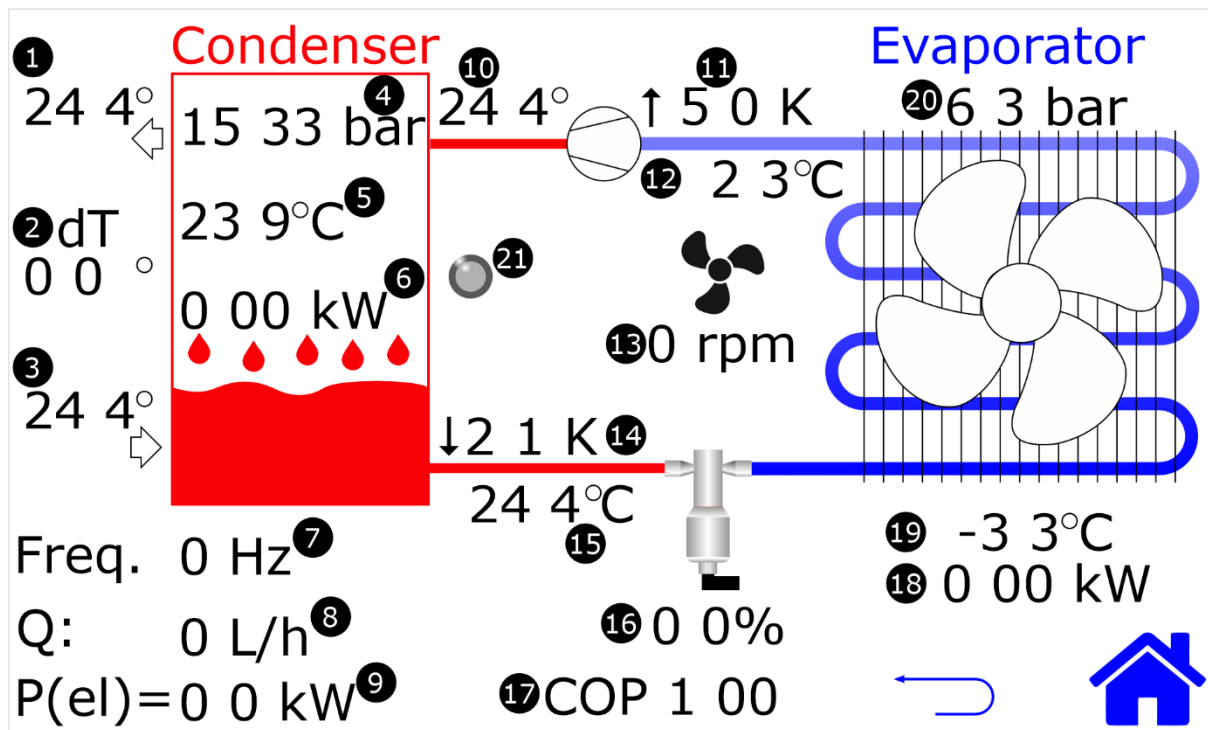 Condenser
Evaporator
1
24 4°
10
24 4°
11
↑ 5 0 K
20
6 3 bar
4
15 33 bar
12
2 3°C
5
23 9°C
2
dT
0 0 °
21
6
0 00 kW
13
0 rpm
3
24 4°
↓2 1 K
14
24 4°C
15
19
-3 3°C
18
0 00 kW
Freq. 0 Hz
7
Q: 0 L/h
8
16
0 0%
P(el)=0 0 kW
9
17
COP 1 00